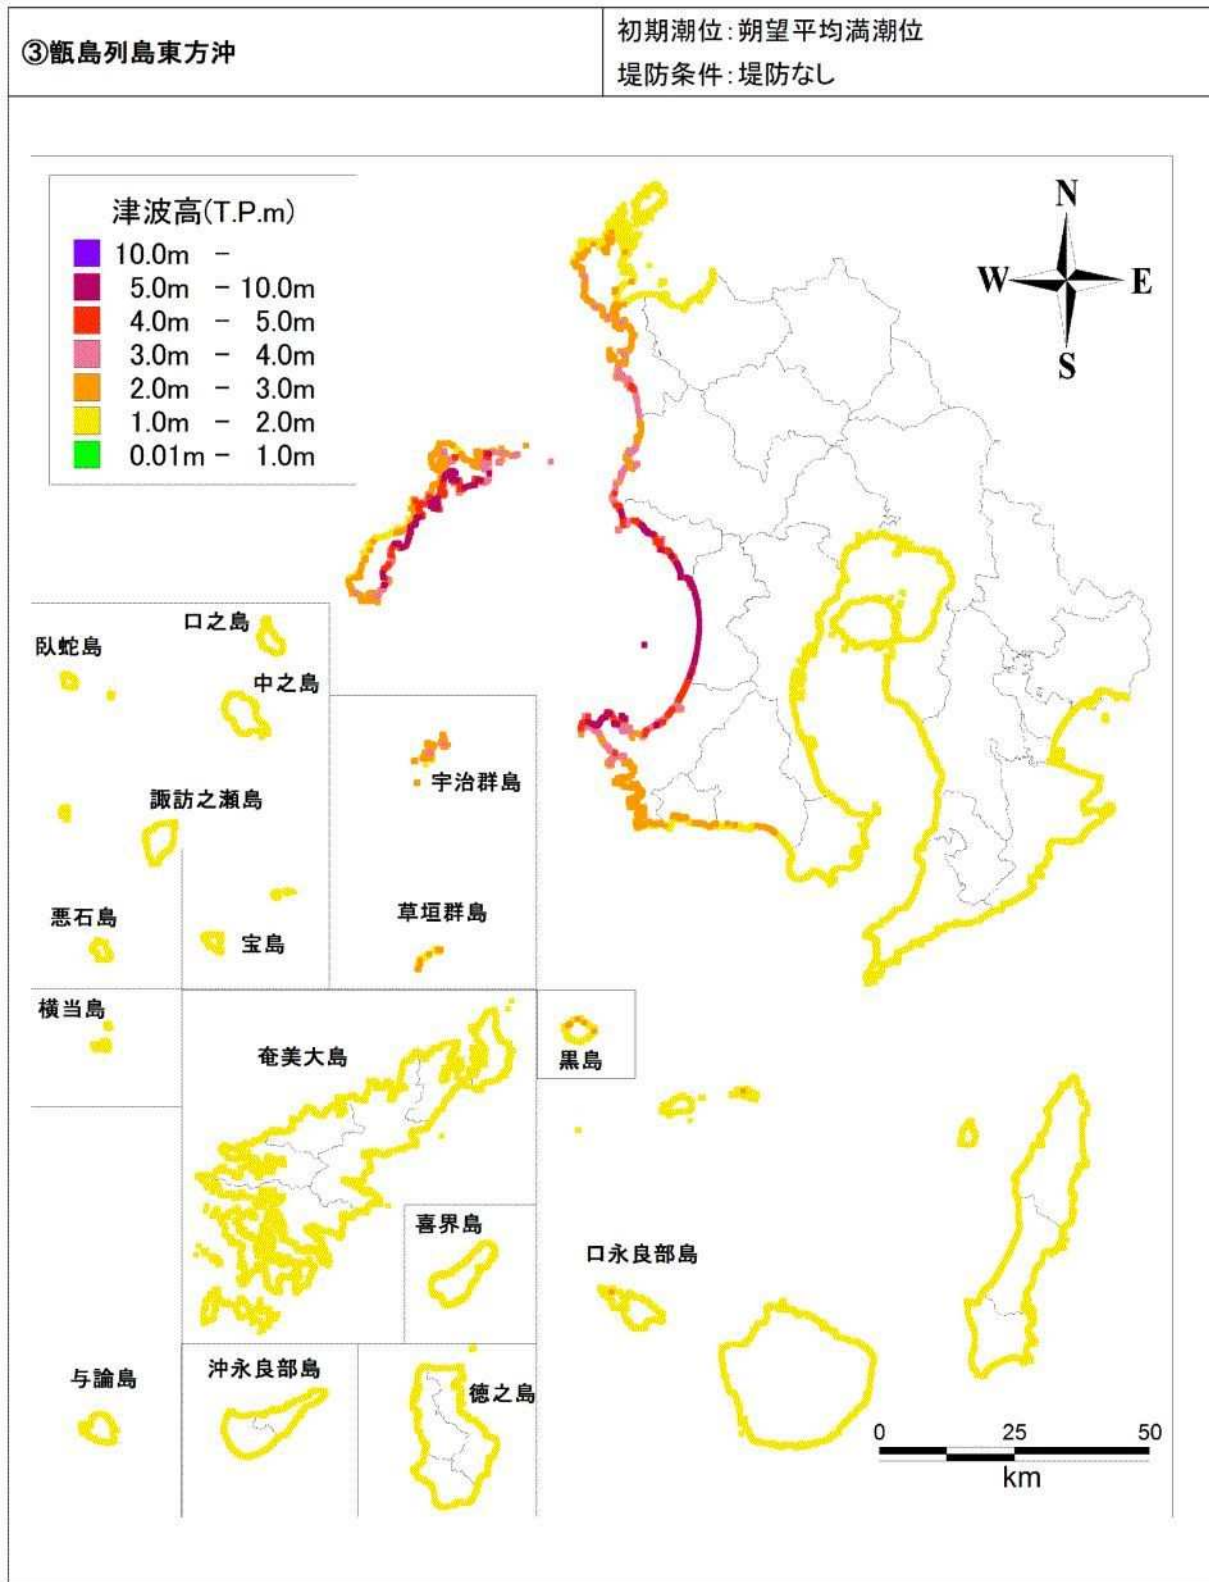 ③甑島列島東方沖
初期潮位：朔望平均満潮位
堤防条件：堤防なし
津波高(T.P.m)
10.0m －
5.0m － 10.0m
4.0m － 5.0m
3.0m － 4.0m
2.0m － 3.0m
1.0m － 2.0m
0.01m－ 1.0m
N
W E
S
口之島
臥蛇島
中之島
宇治群島
諏訪之瀬島
草垣群島
悪石島
宝島
横当島
奄美大島
黒島
喜界島
口永良部島
与論島
沖永良部島
徳之島
0 25 50
km